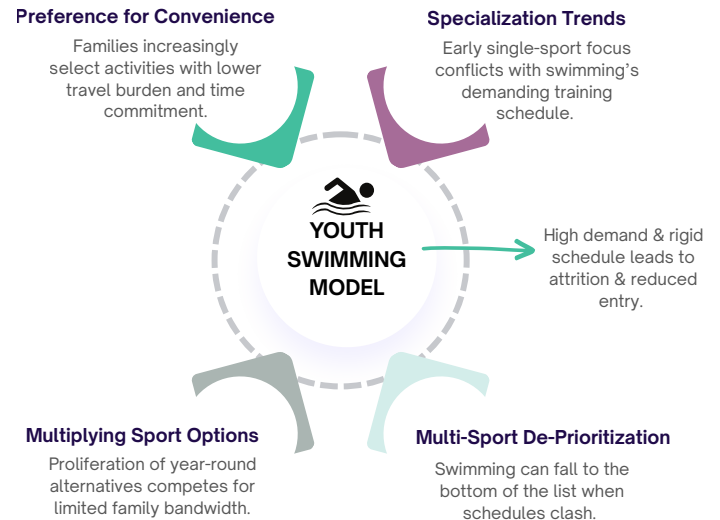 Preference for Convenience
Families increasingly
select activities with lower
travel burden and time
commitment.
Specialization Trends
Early single-sport focus
conflicts with swimming's
demanding training
schedule.
YOUTH
SWIMMING
MODEL
High demand & rigid
schedule leads to
attrition & reduced
entry.
Multiplying Sport Options
Proliferation of year-round
alternatives competes for
limited family bandwidth.
Multi-Sport De-Prioritization
Swimming can fall to the
bottom of the list when
schedules clash.